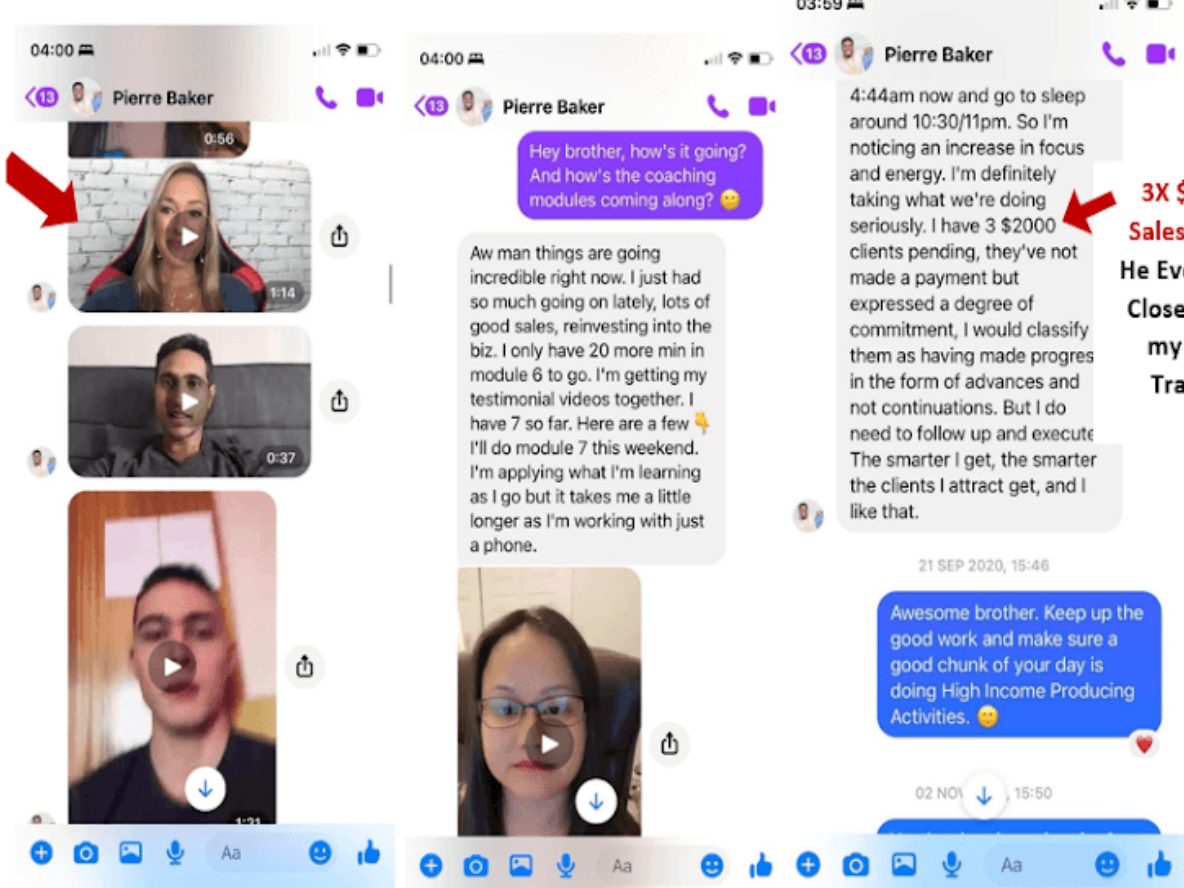 04:00
13
Pierre Baker
0:56
1:14
0:37
1:21
Aa
04:00
13
Pierre Baker
Hey brother, how's it going?
And how's the coaching
modules coming along? 🙂
Aw man things are going
incredible right now. I just had
so much going on lately, lots of
good sales, reinvesting into the
biz. I only have 20 more min in
module 6 to go. I'm getting my
testimonial videos together. I
have 7 so far. Here are a few 👇
I'll do module 7 this weekend.
I'm applying what I'm learning
as I go but it takes me a little
longer as I'm working with just
a phone.
Aa
03:59
13
Pierre Baker
4:44am now and go to sleep
around 10:30/11pm. So I'm
noticing an increase in focus
and energy. I'm definitely
taking what we're doing
seriously. I have 3 $2000
clients pending, they've not
made a payment but
expressed a degree of
commitment, I would classify
them as having made progres
in the form of advances and
not continuations. But I do
need to follow up and execute
The smarter I get, the smarter
the clients I attract get, and I
like that.
21 SEP 2020, 15:46
Awesome brother. Keep up the
good work and make sure a
good chunk of your day is
doing High Income Producing
Activities. 🙂
02 NOV , 15:50
Aa
3X $
Sales
He Eve
Close
my
Tra